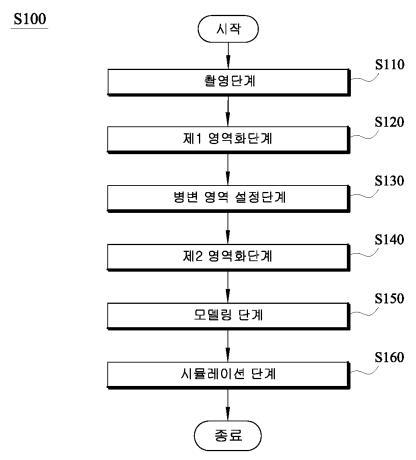 S100
시작
S110
촬영단계
S120
제1 영역화단계
S130
병변 영역 설정단계
S140
제2 영역화단계
S150
모델링 단계
S160
시뮬레이션 단계
종료